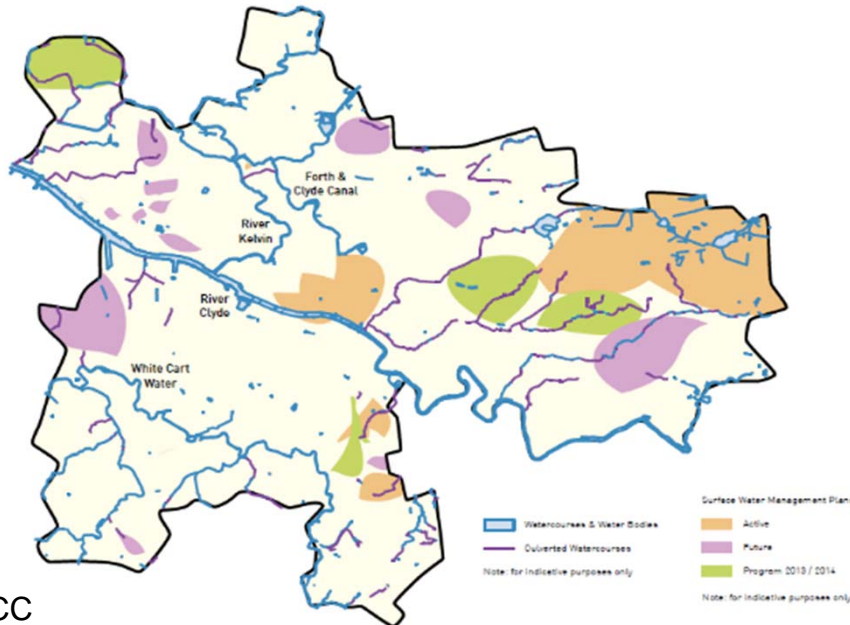 Forth &
Clyde Canal
River
Kelvin
River
Clyde
White Cart
Water
Watercourses & Water Bodies
Culverted Watercourses
Note: for indicative purposes only
Surface Water Management Plan
Active
Future
Program 2013 / 2014
Note: for indicative purposes only
CC